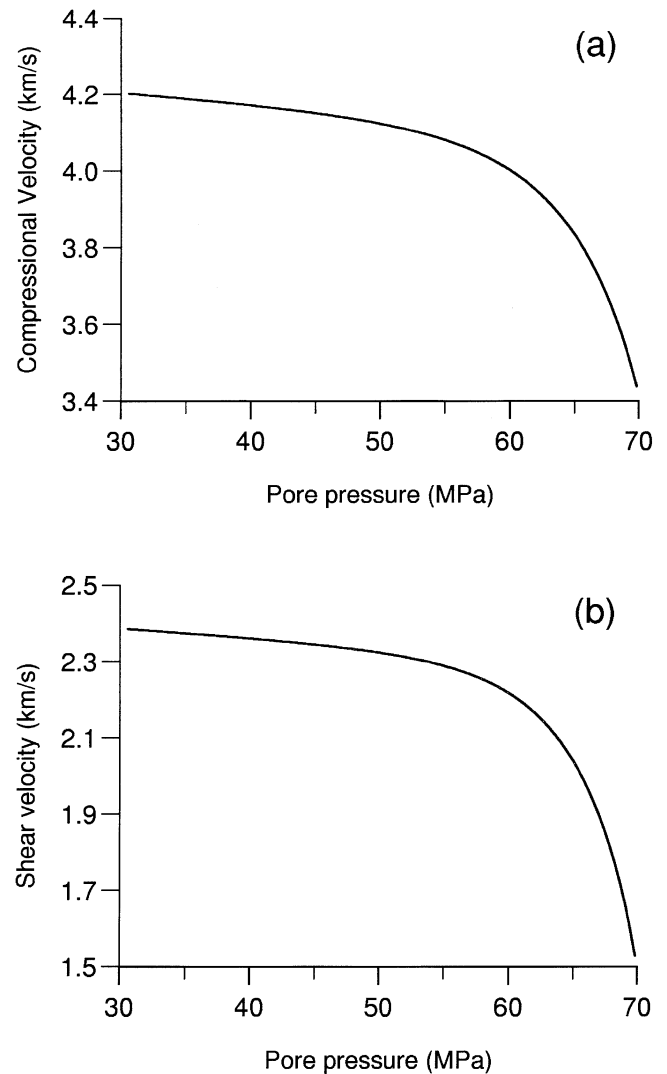 (a)
Compressional Velocity (km/s)
4.4
4.2
4.0
3.8
3.6
3.4
30 40 50 60 70
Pore pressure (MPa)
(b)
Shear velocity (km/s)
2.5
2.3
2.1
1.9
1.7
1.5
30 40 50 60 70
Pore pressure (MPa)